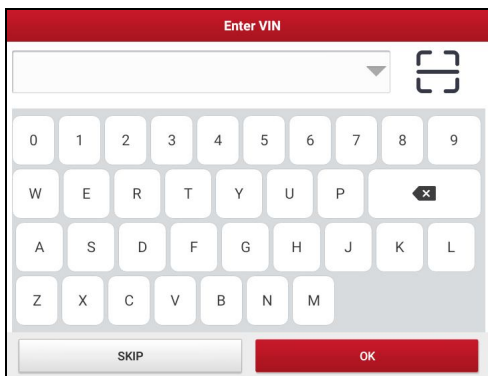 Enter VIN
0 1 2 3 4 5 6 7 8 9
W E R T Y U P
A S D F G H J K L
Z X C V B N M
SKIP OK